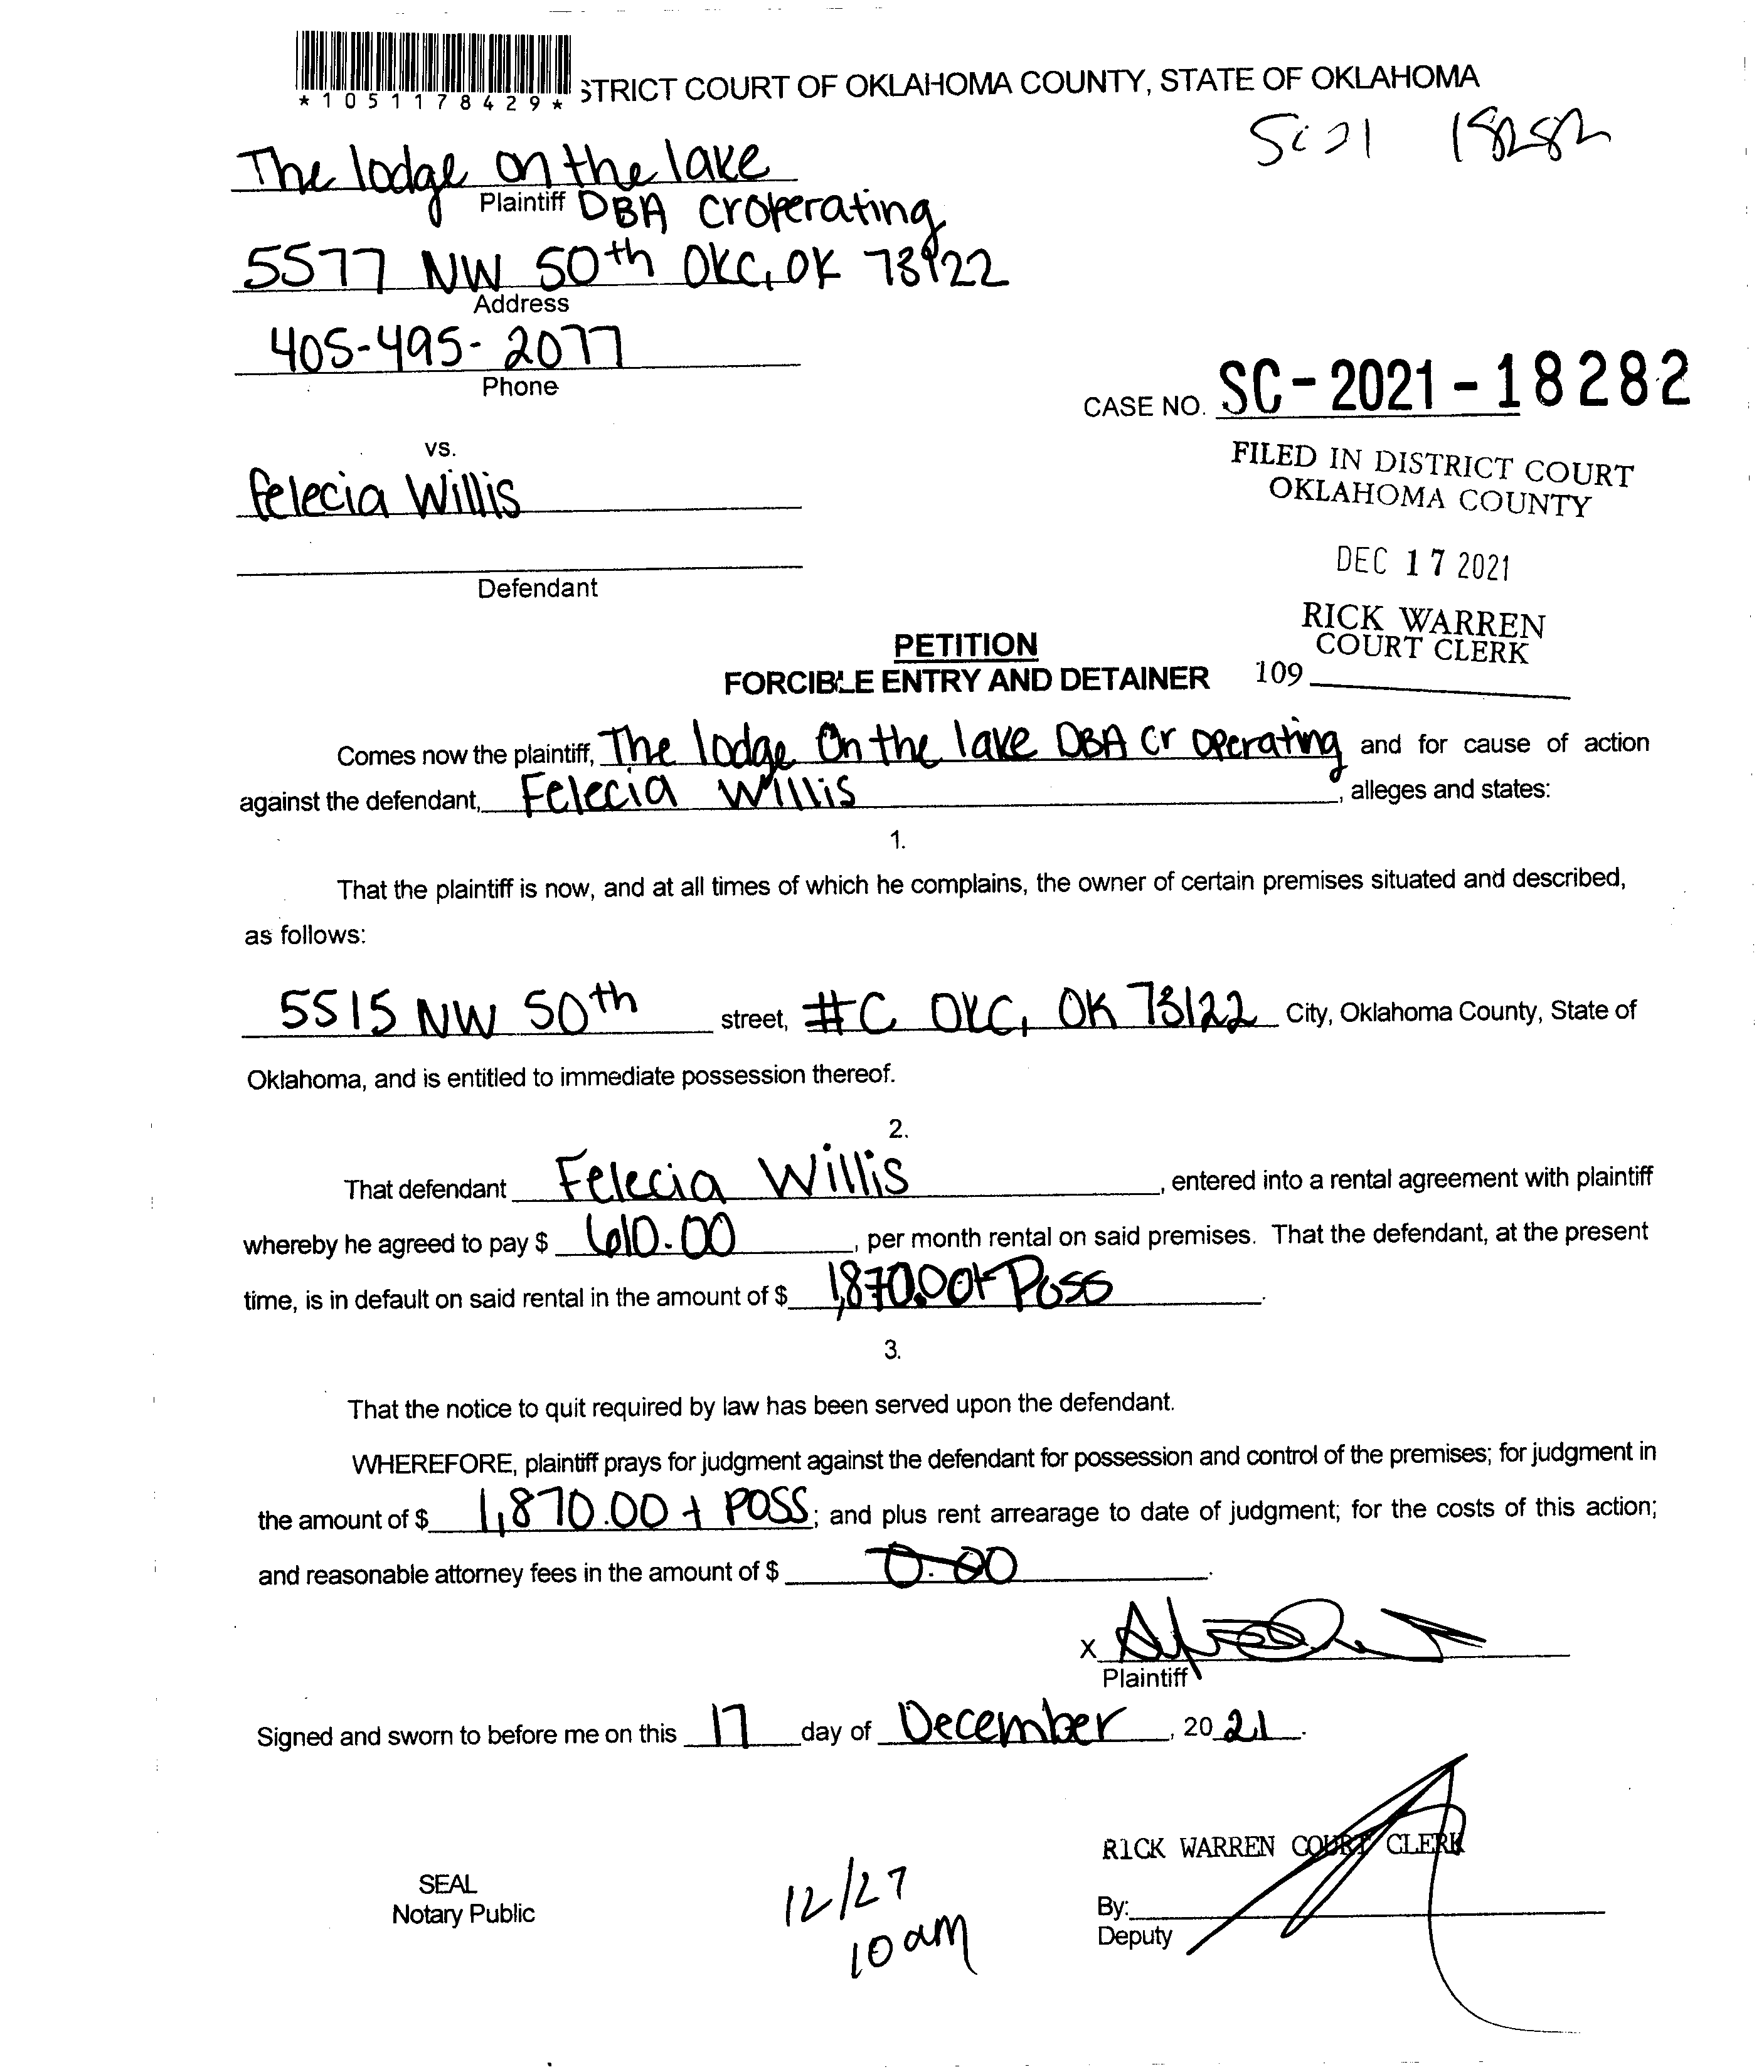 *1051178429* STRICT COURT OF OKLAHOMA COUNTY, STATE OF OKLAHOMA
SC 21 18282
The lodge on the lake
Plaintiff DBA cr operating
5577 NW 50th OKC, OK 73122
Address
405-495-2077
Phone
CASE NO. SC-2021-18282
vs.
FILED IN DISTRICT COURT
OKLAHOMA COUNTY
Felecia Willis
DEC 17 2021
Defendant
RICK WARREN
COURT CLERK
109
PETITION
FORCIBLE ENTRY AND DETAINER
Comes now the plaintiff, The lodge On the lake DBA cr operating and for cause of action
against the defendant, Felecia Willis, alleges and states:
1.
That the plaintiff is now, and at all times of which he complains, the owner of certain premises situated and described,
as follows:
5515 NW 50th street, #C OKC, OK 73122 City, Oklahoma County, State of
Oklahoma, and is entitled to immediate possession thereof.
2.
That defendant Felecia Willis, entered into a rental agreement with plaintiff
whereby he agreed to pay $ 610.00, per month rental on said premises. That the defendant, at the present
time, is in default on said rental in the amount of $ 1,870.00 + Poss.
3.
That the notice to quit required by law has been served upon the defendant.
WHEREFORE, plaintiff prays for judgment against the defendant for possession and control of the premises; for judgment in
the amount of $ 1,870.00 + POSS; and plus rent arrearage to date of judgment; for the costs of this action;
and reasonable attorney fees in the amount of $ 0.00.
X
Plaintiff
Signed and sworn to before me on this 17 day of December, 20 21.
RICK WARREN COURT CLERK
SEAL
Notary Public
12/27
10 am
By:
Deputy